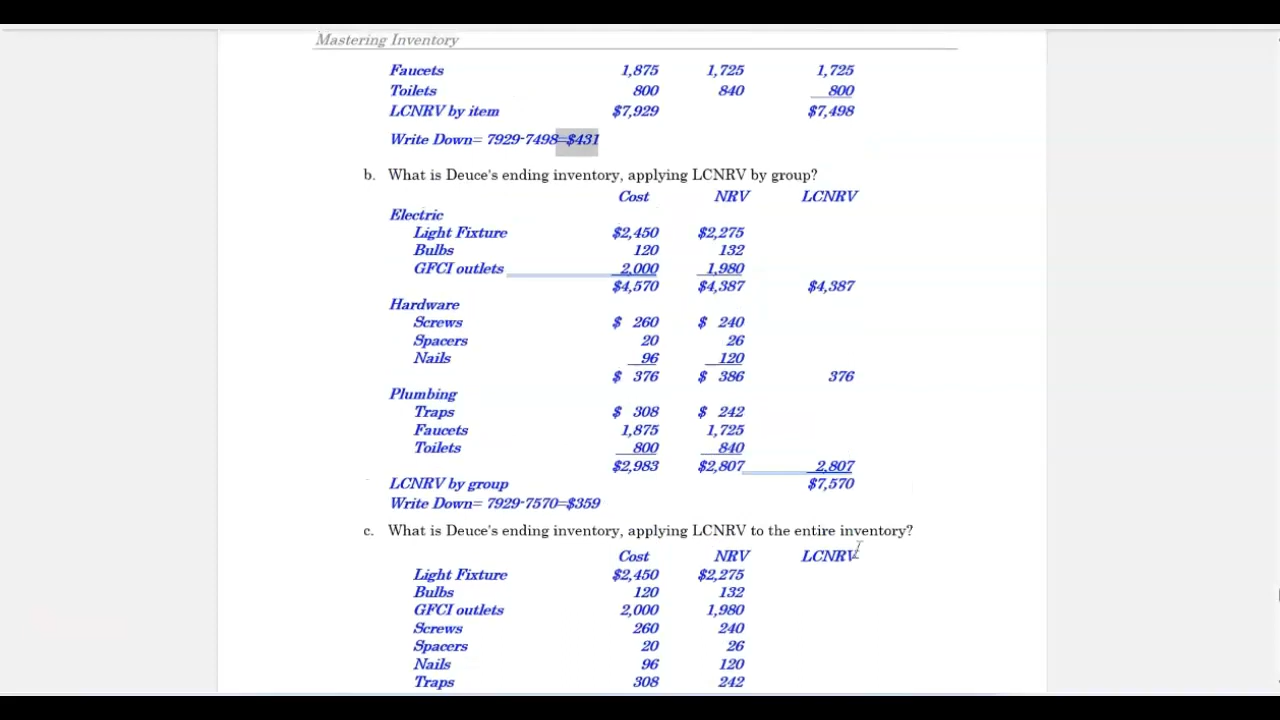 Mastering Inventory
Faucets 1,875 1,725 1,725
Toilets 800 840 800
LCNRV by item $7,929 $7,498
Write Down= 7929-7498=$431
b. What is Deuce's ending inventory, applying LCNRV by group?
Cost NRV LCNRV
Electric
Light Fixture $2,450 $2,275
Bulbs 120 132
GFCI outlets 2,000 1,980
$4,570 $4,387 $4,387
Hardware
Screws $ 260 $ 240
Spacers 20 26
Nails 96 120
$ 376 $ 386 376
Plumbing
Traps $ 308 $ 242
Faucets 1,875 1,725
Toilets 800 840
$2,983 $2,807 2,807
LCNRV by group $7,570
Write Down= 7929-7570=$359
c. What is Deuce's ending inventory, applying LCNRV to the entire inventory?
Cost NRV LCNRV
Light Fixture $2,450 $2,275
Bulbs 120 132
GFCI outlets 2,000 1,980
Screws 260 240
Spacers 20 26
Nails 96 120
Traps 308 242